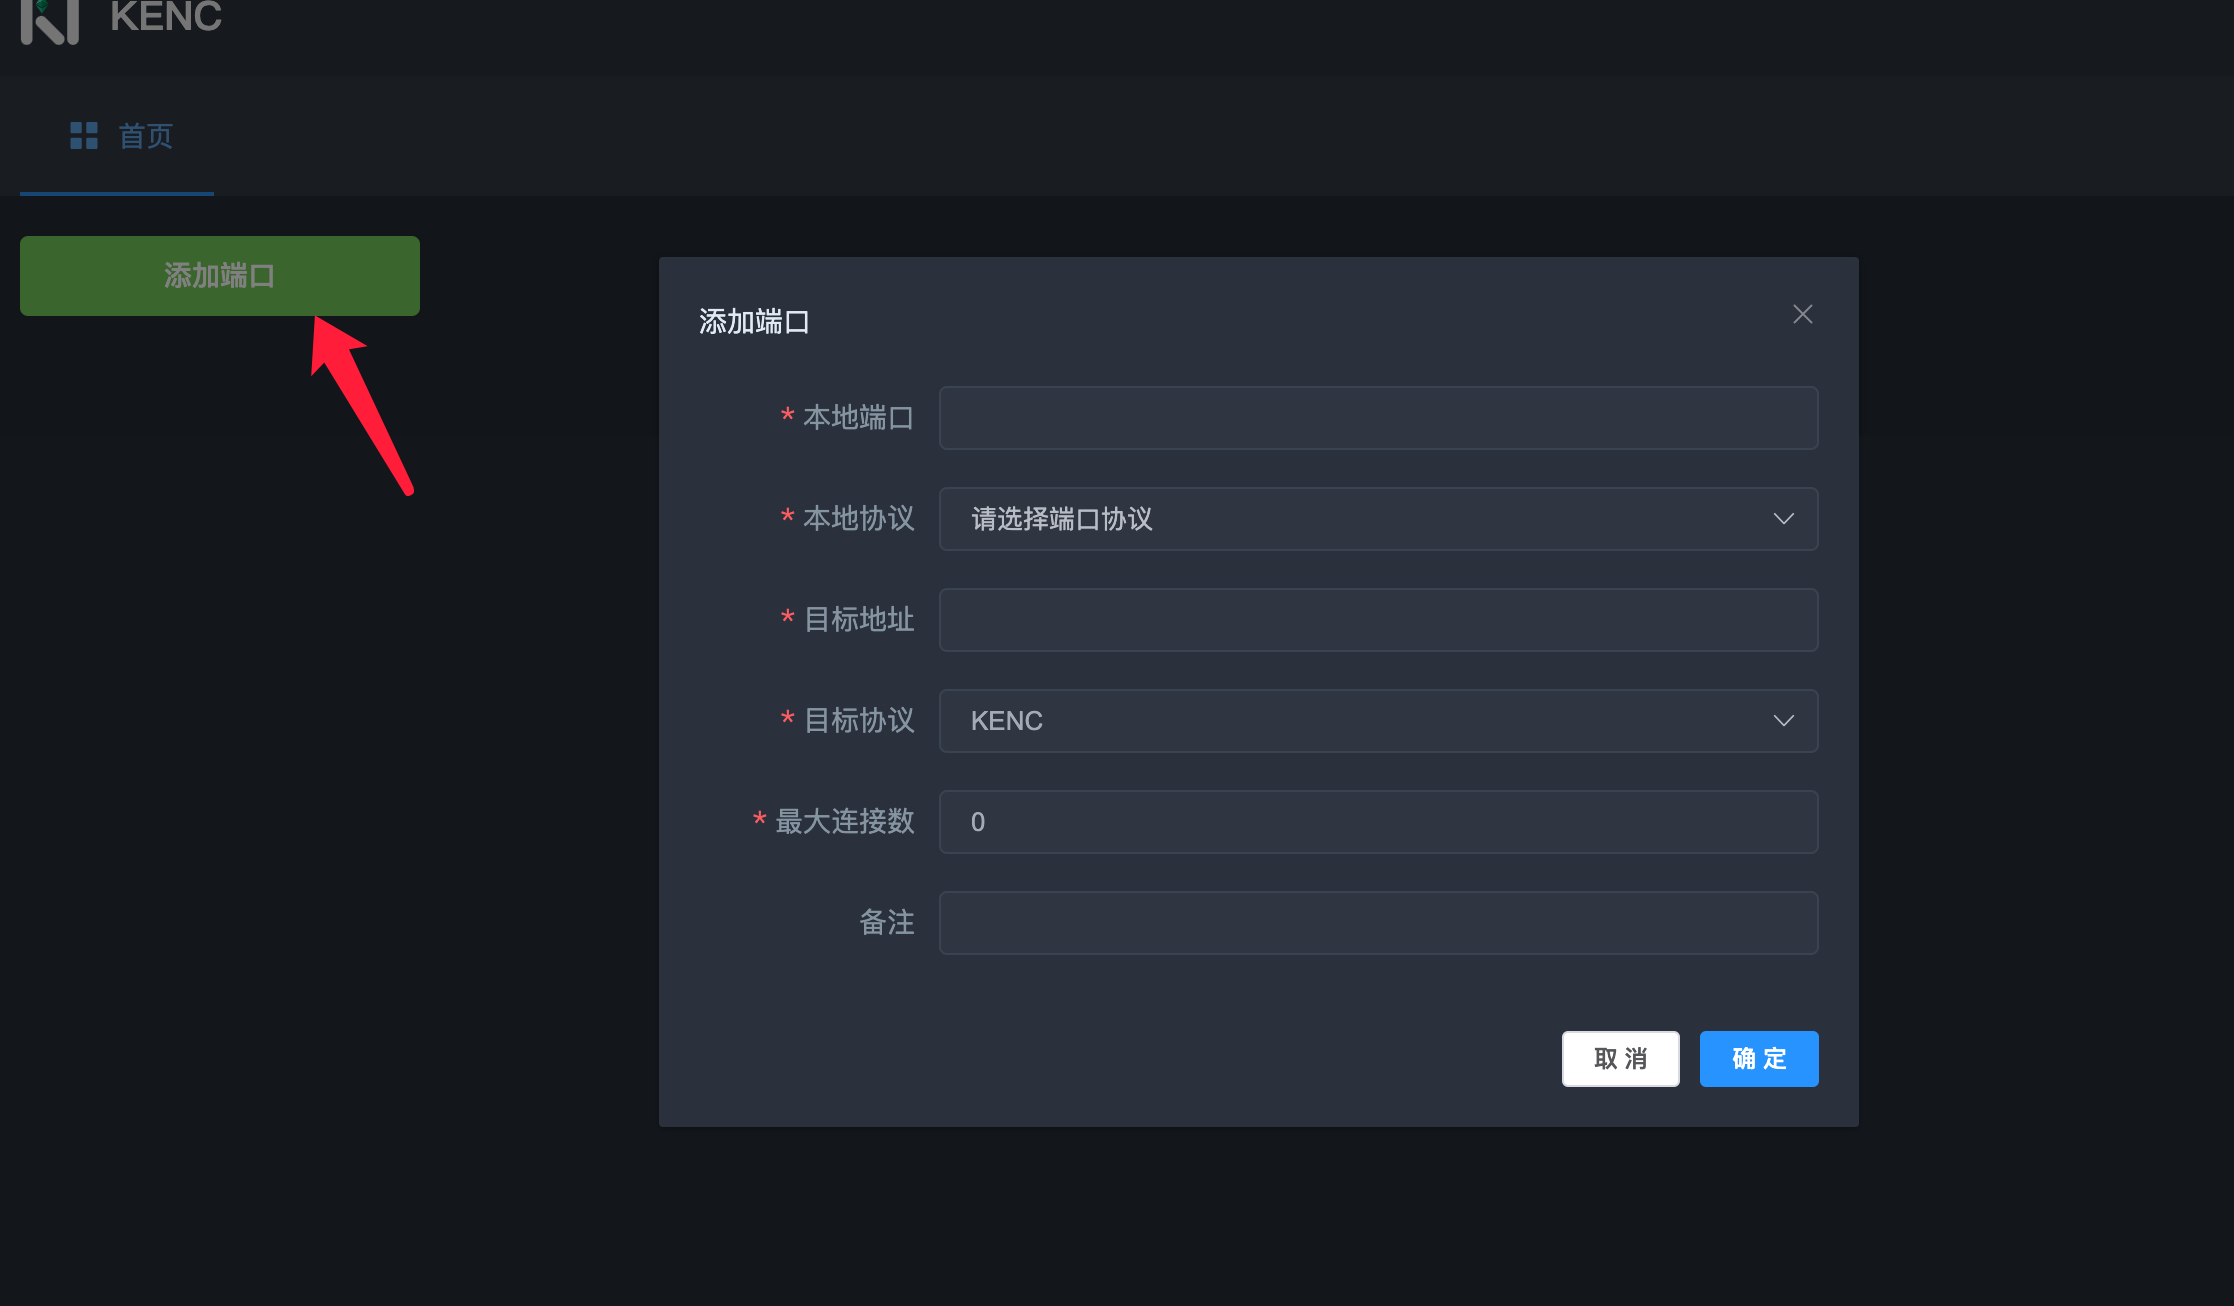 KENC
首页
添加端口
添加端口
* 本地端口
* 本地协议 请选择端口协议
* 目标地址
* 目标协议 KENC
* 最大连接数 0
备注
取 消 确 定